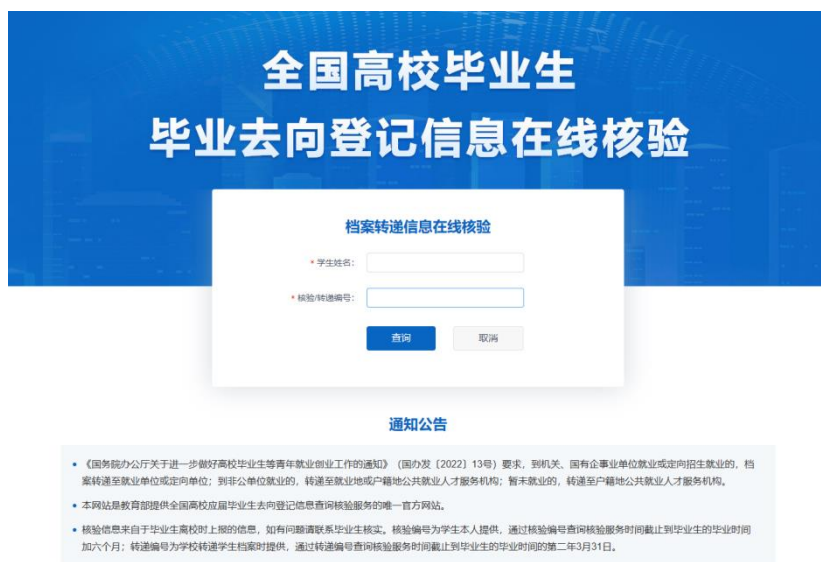 全国高校毕业生
毕业去向登记信息在线核验
档案转递信息在线核验
* 学生姓名:
* 核验/转递编号:
查询 取消
通知公告
• 《国务院办公厅关于进一步做好高校毕业生等青年就业创业工作的通知》（国办发〔2022〕13号）要求，到机关、国有企事业单位就业或定向招生就业的，档
案转递至就业单位或定向单位；到非公单位就业的，转递至就业地或户籍地公共就业人才服务机构；暂未就业的，转递至户籍地公共就业人才服务机构。
• 本网站是教育部提供全国高校应届毕业生去向登记信息查询核验服务的唯一官方网站。
• 核验信息来自于毕业生离校时上报的信息，如有问题请联系毕业生核实。核验编号为学生本人提供，通过核验编号查询核验服务时间截止到毕业生的毕业时间
加六个月；转递编号为学校转递学生档案时提供，通过转递编号查询核验服务时间截止到毕业生的毕业时间的第二年3月31日。